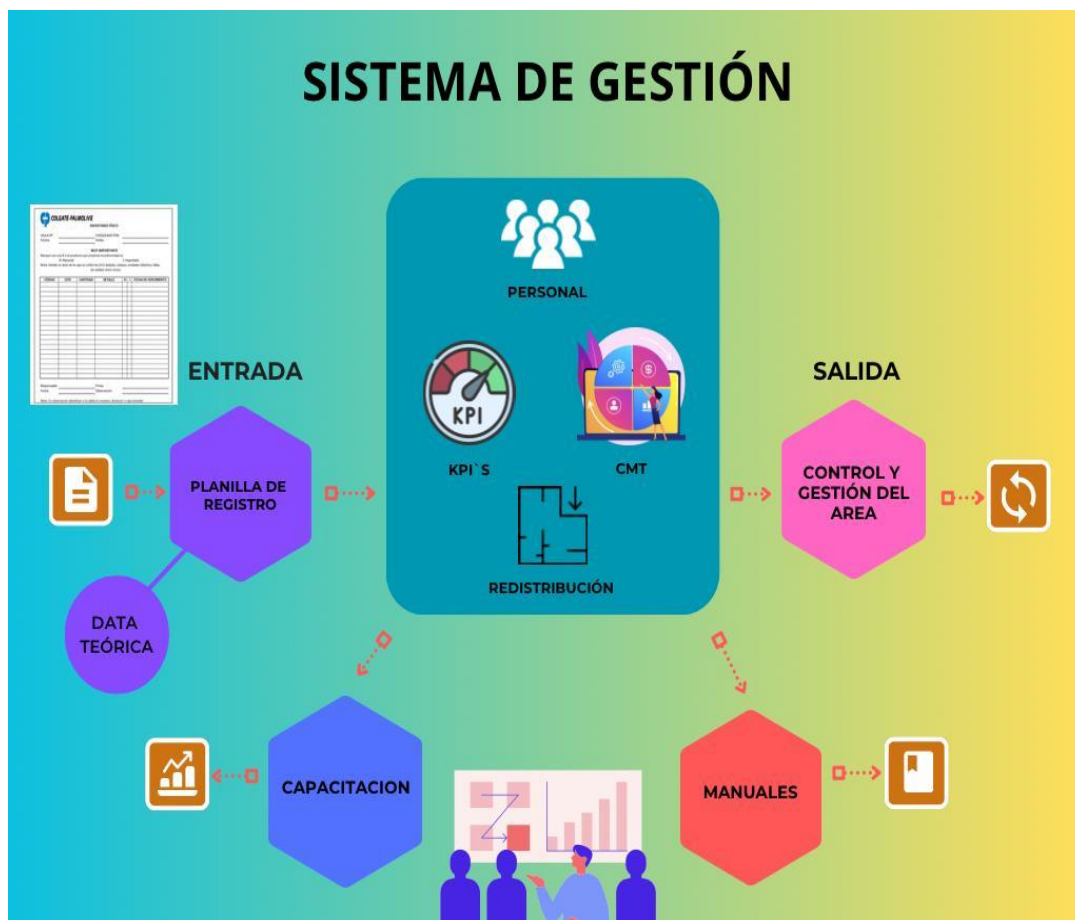 SISTEMA DE GESTIÓN
COLGATE-PALMOLIVE
PERSONAL
ENTRADA
SALIDA
KPI
KPI`S
CMT
PLANILLA DE
REGISTRO
CONTROL Y
GESTIÓN DEL
AREA
REDISTRIBUCIÓN
DATA
TEÓRICA
CAPACITACION
MANUALES